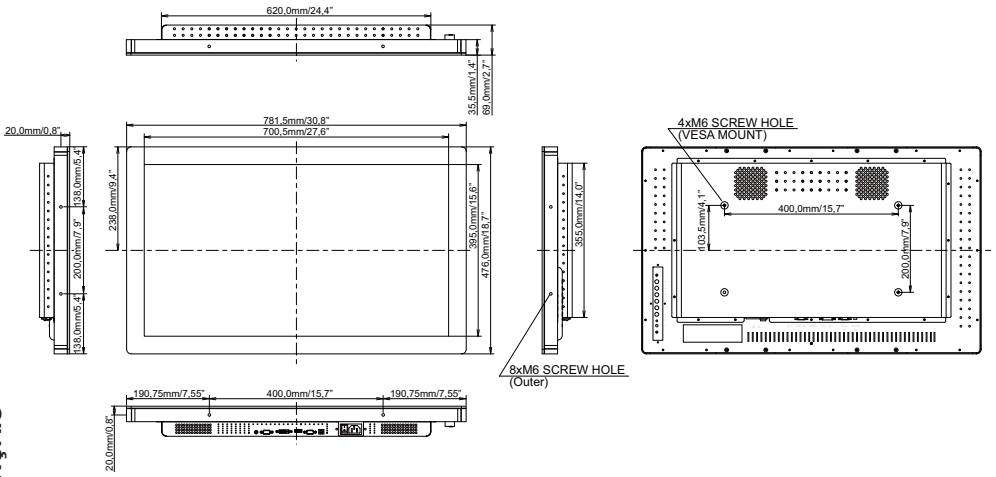 620,0mm/24,4"
35,5mm/1,4"
69,0mm/2,7"
781,5mm/30,8"
700,5mm/27,6"
20,0mm/0,8"
138,0mm/5,4"
200,0mm/7,9"
138,0mm/5,4"
238,0mm/9,4"
395,0mm/15,6"
476,0mm/18,7"
355,0mm/14,0"
8xM6 SCREW HOLE
(Outer)
4xM6 SCREW HOLE
(VESA MOUNT)
400,0mm/15,7"
103,5mm/4,1"
200,0mm/7,9"
190,75mm/7,55"
400,0mm/15,7"
190,75mm/7,55"
20,0mm/0,8"